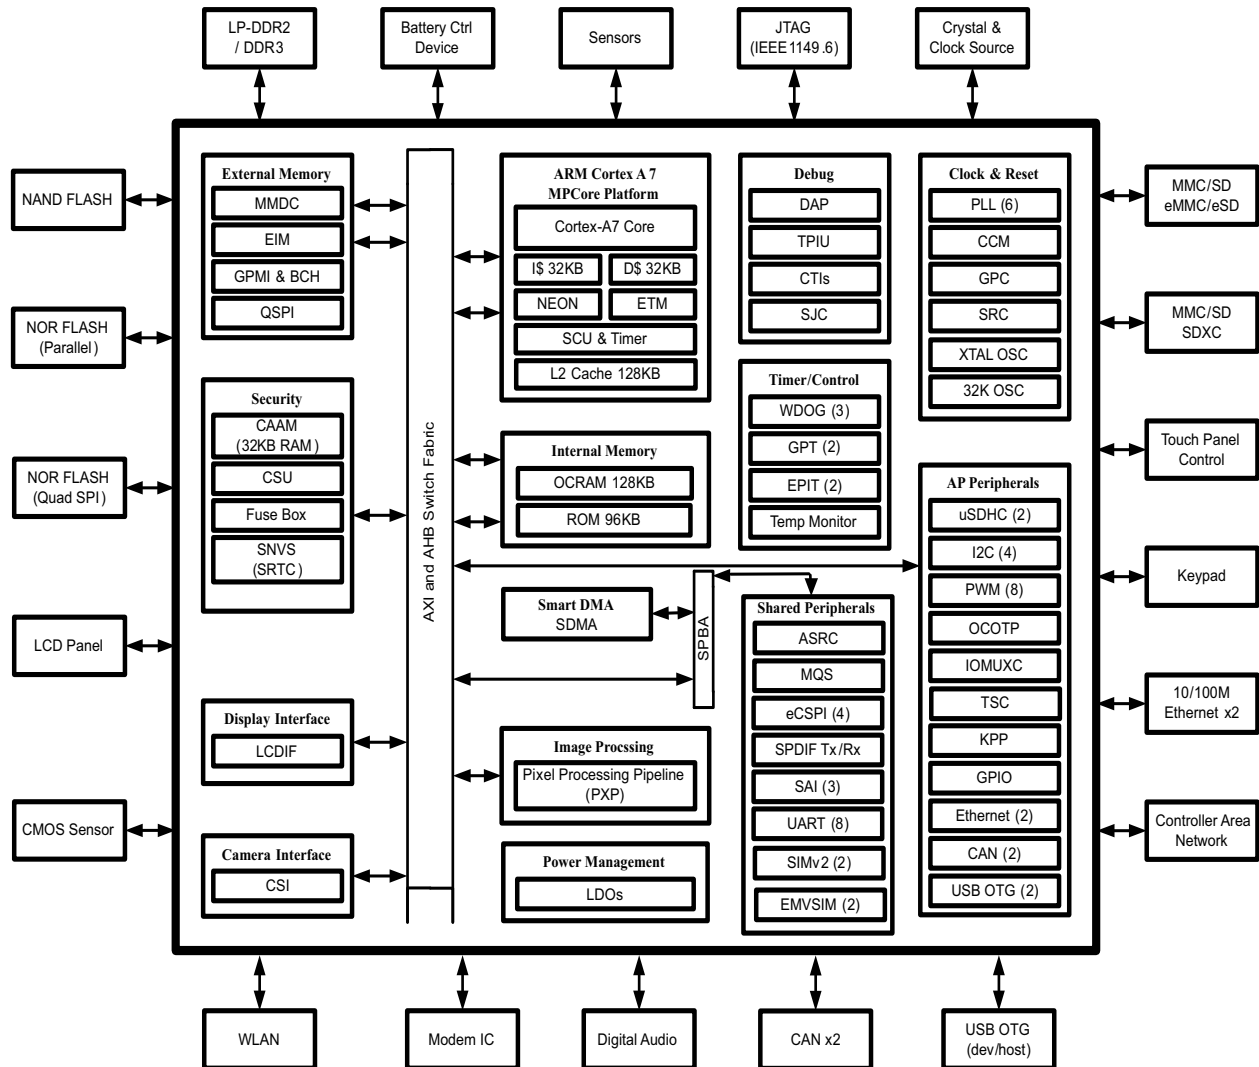 LP-DDR2
/ DDR3
Battery Ctrl
Device
Sensors
JTAG
(IEEE1149.6)
Crystal &
Clock Source
NAND FLASH
NOR FLASH
(Parallel)
NOR FLASH
(Quad SPI)
LCD Panel
CMOS Sensor
External Memory
MMDC
EIM
GPMI & BCH
QSPI
Security
CAAM
(32KB RAM)
CSU
Fuse Box
SNVS
(SRTC)
Display Interface
LCDIF
Camera Interface
CSI
AXI and AHB Switch Fabric
ARM Cortex A 7
MPCore Platform
Cortex-A7 Core
I$ 32KB
D$ 32KB
NEON
ETM
SCU & Timer
L2 Cache 128KB
Internal Memory
OCRAM 128KB
ROM 96KB
Smart DMA
SDMA
SPBA
Image Procssing
Pixel Processing Pipeline
(PXP)
Power Management
LDOs
Debug
DAP
TPIU
CTIs
SJC
Timer/Control
WDOG (3)
GPT (2)
EPIT (2)
Temp Monitor
Shared Peripherals
ASRC
MQS
eCSPI (4)
SPDIF Tx/Rx
SAI (3)
UART (8)
SIMv2 (2)
EMVSIM (2)
Clock & Reset
PLL (6)
CCM
GPC
SRC
XTAL OSC
32K OSC
AP Peripherals
uSDHC (2)
I2C (4)
PWM (8)
OCOTP
IOMUXC
TSC
KPP
GPIO
Ethernet (2)
CAN (2)
USB OTG (2)
MMC/SD
eMMC/eSD
MMC/SD
SDXC
Touch Panel
Control
Keypad
10/100M
Ethernet x2
Controller Area
Network
WLAN
Modem IC
Digital Audio
CAN x2
USB OTG
(dev/host)